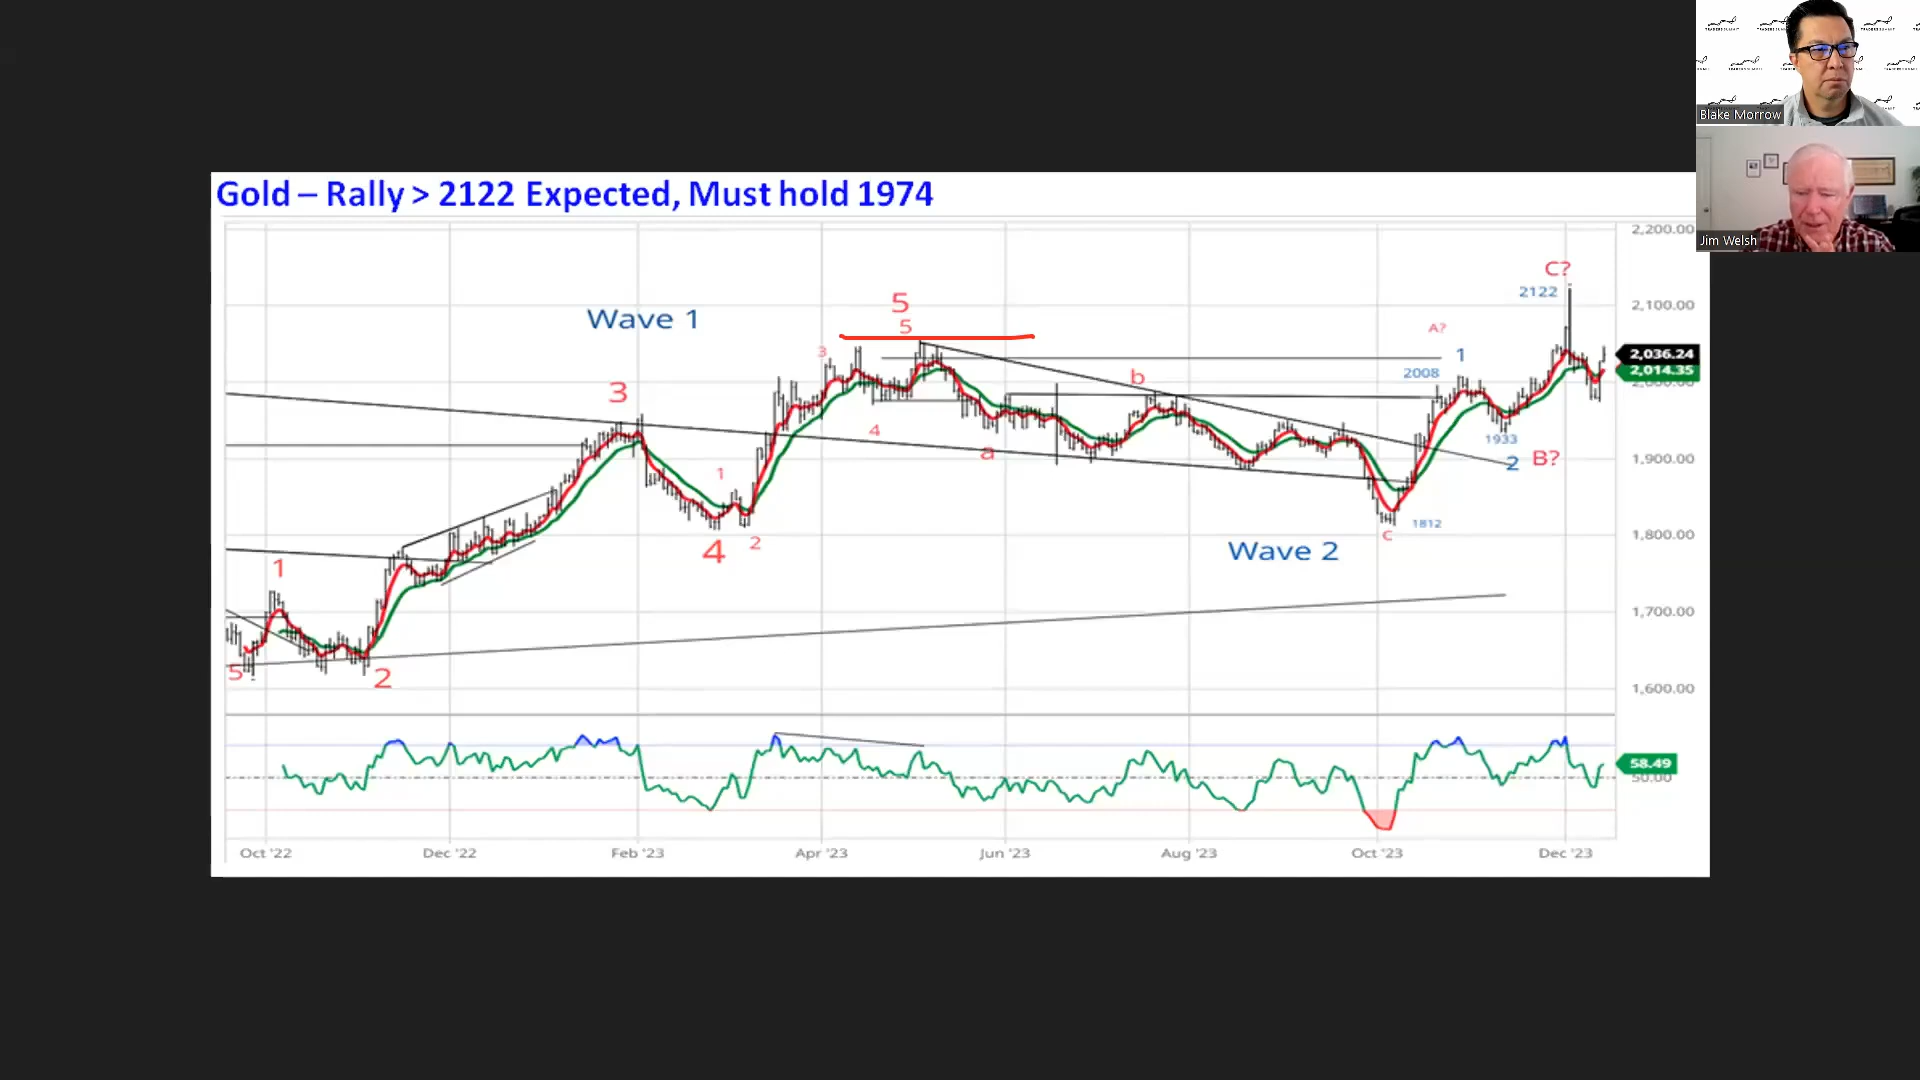 Blake Morrow
Jim Welsh
Gold – Rally > 2122 Expected, Must hold 1974
2,200.00
C?
2122
2,100.00
5
Wave 1
5
A?
3
1
2,036.24
2008
2,014.35
b
3
4
1933
a
2
B?
1,900.00
1
1812
c
2
4
Wave 2
1,800.00
1
1,700.00
5
2
1,600.00
58.49
50.00
Oct '22
Dec '22
Feb '23
Apr '23
Jun '23
Aug '23
Oct '23
Dec '23